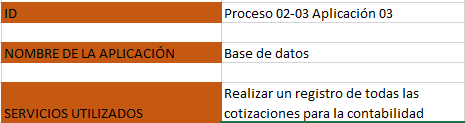 ID Proceso 02-03 Aplicación 03
NOMBRE DE LA APLICACIÓN Base de datos
Realizar un registro de todas las
SERVICIOS UTILIZADOS cotizaciones para la contabilidad